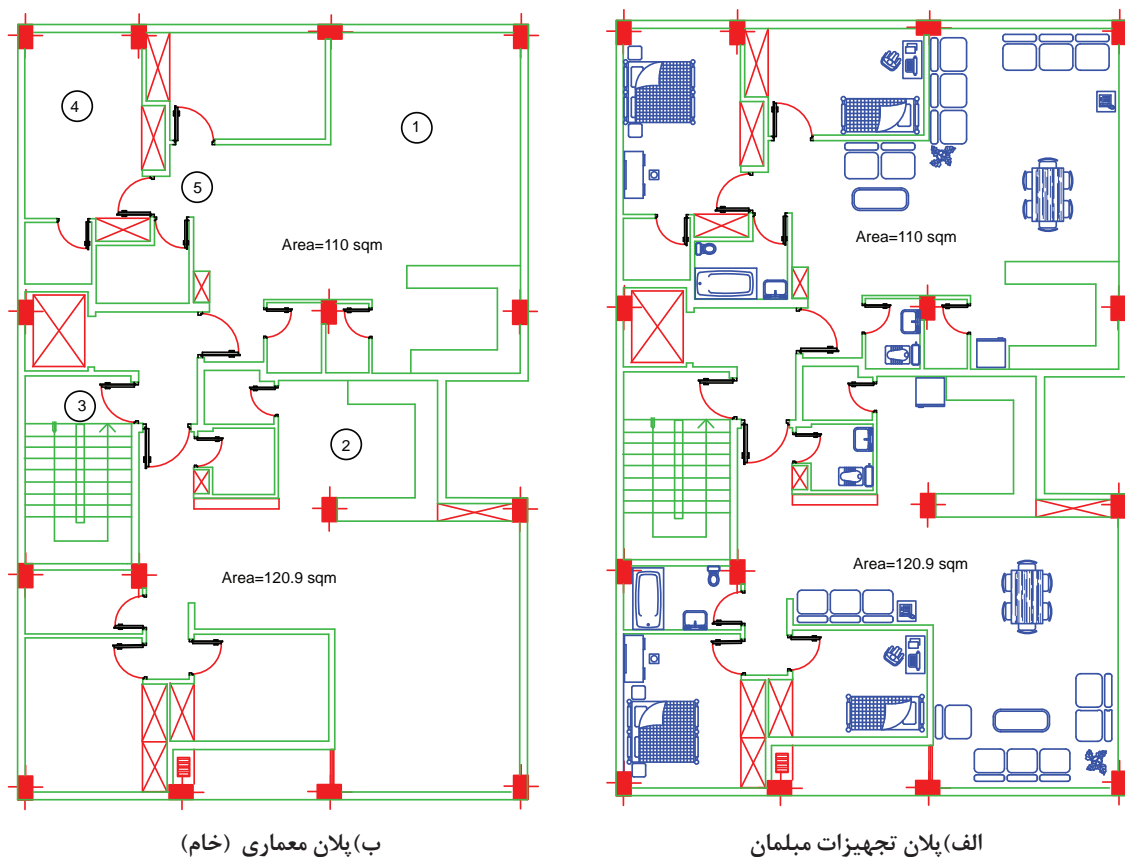 4
1
5
Area=110 sqm
3
2
Area=120.9 sqm
Area=110 sqm
Area=120.9 sqm
الف) پلان تجهیزات مبلمان
ب) پلان معماری (خام)